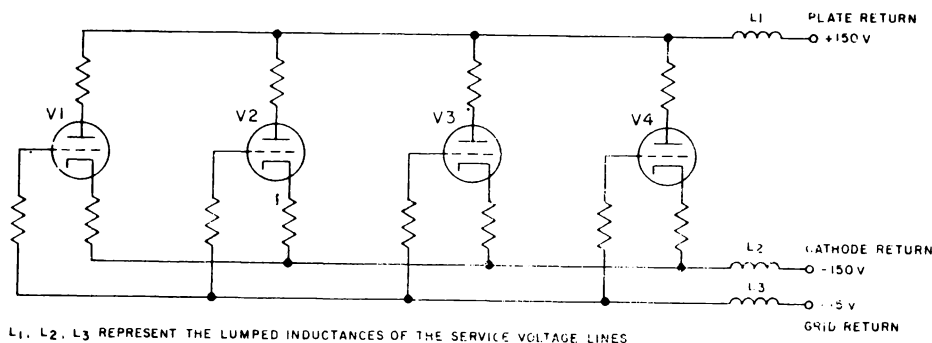 L1 PLATE RETURN
+150 V
V1
V2
V3
V4
L2 CATHODE RETURN
-150V
L3
GRID RETURN
L1, L2, L3 REPRESENT THE LUMPED INDUCTANCES OF THE SERVICE VOLTAGE LINES